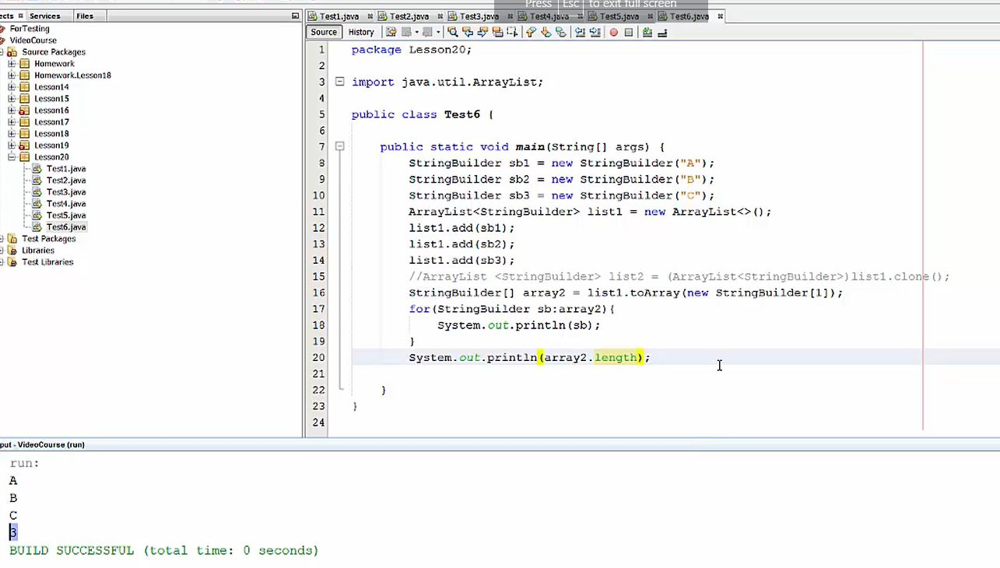 Press Esc to exit full screen
ects Services Files
ForTesting
VideoCourse
Source Packages
Homework
Homework.Lesson18
Lesson14
Lesson15
Lesson16
Lesson17
Lesson18
Lesson19
Lesson20
Test1.java
Test2.java
Test3.java
Test4.java
Test5.java
Test6.java
Test Packages
Libraries
Test Libraries
Test1.java Test2.java Test3.java Test4.java Test5.java Test6.java
Source History
1 package Lesson20;
2
3 import java.util.ArrayList;
4
5 public class Test6 {
6
7 public static void main(String[] args) {
8 StringBuilder sb1 = new StringBuilder("A");
9 StringBuilder sb2 = new StringBuilder("B");
10 StringBuilder sb3 = new StringBuilder("C");
11 ArrayList<StringBuilder> list1 = new ArrayList<>();
12 list1.add(sb1);
13 list1.add(sb2);
14 list1.add(sb3);
15 //ArrayList <StringBuilder> list2 = (ArrayList<StringBuilder>)list1.clone();
16 StringBuilder[] array2 = list1.toArray(new StringBuilder[1]);
17 for(StringBuilder sb:array2){
18 System.out.println(sb);
19 }
20 System.out.println(array2.length);
21
22 }
23 }
24
put - VideoCourse (run)
run:
A
B
C
3
BUILD SUCCESSFUL (total time: 0 seconds)